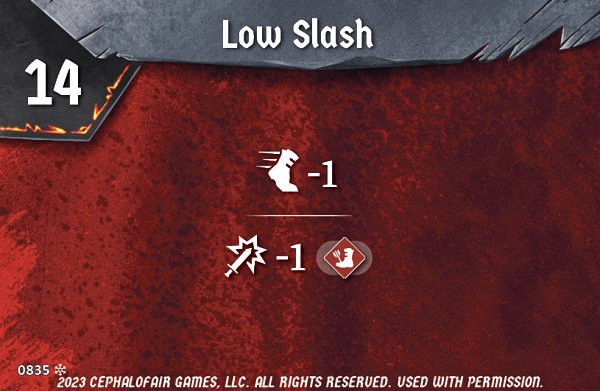 Low Slash
14
-1
-1
0835
2023 CEPHALOFAIR GAMES, LLC. ALL RIGHTS RESERVED. USED WITH PERMISSION.